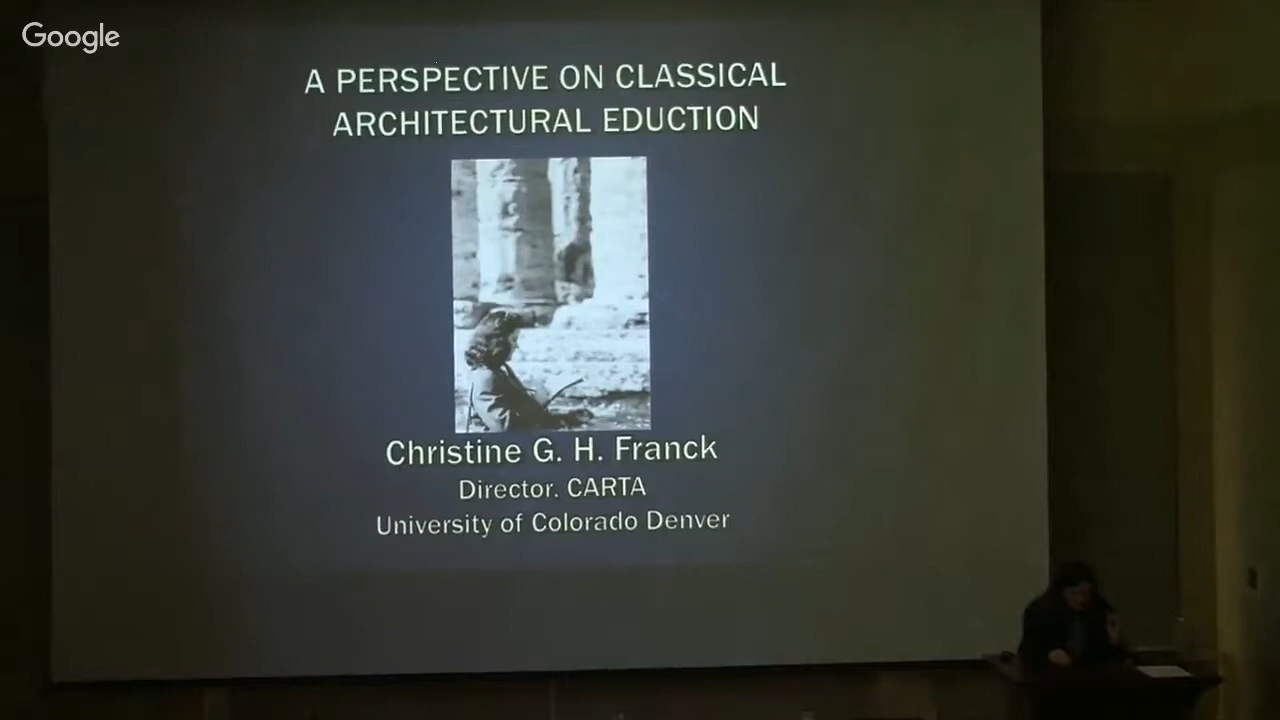 Google
A PERSPECTIVE ON CLASSICAL
ARCHITECTURAL EDUCTION
Christine G. H. Franck
Director. CARTA
University of Colorado Denver